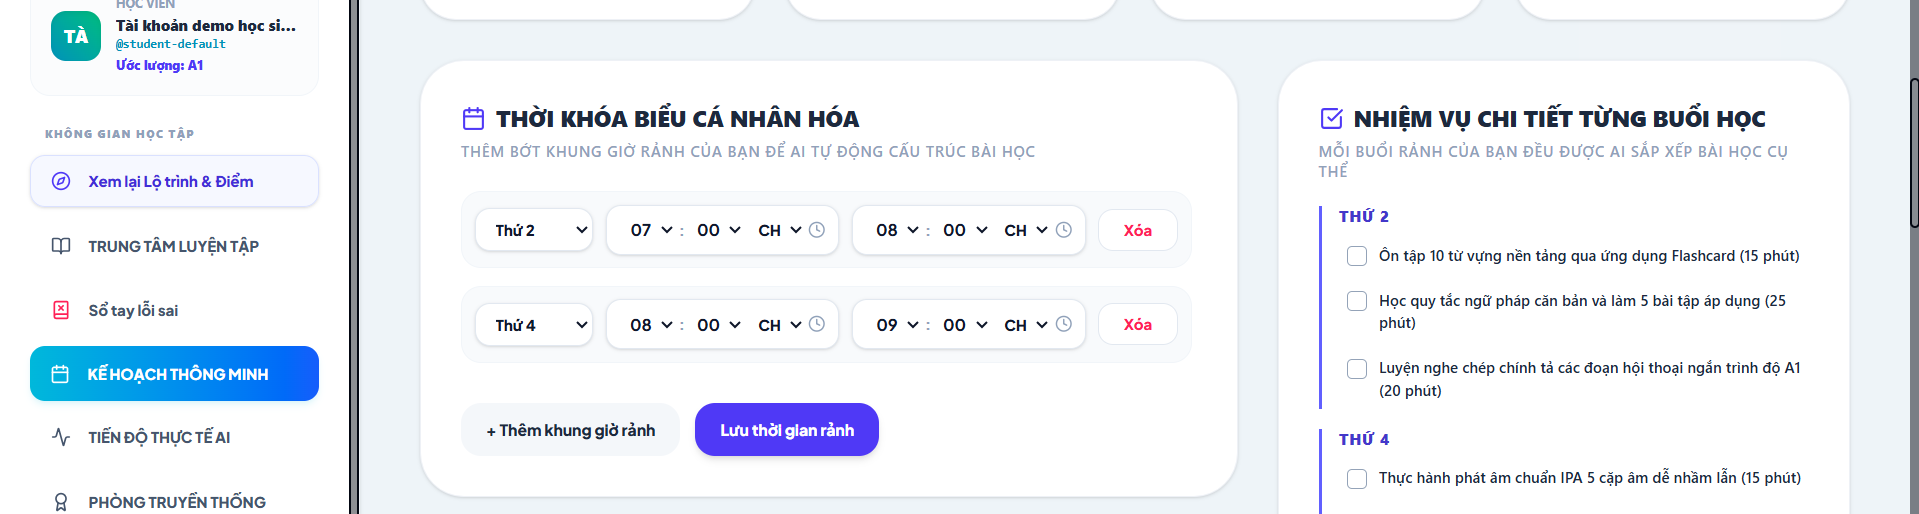 HỌC VIÊN
TÀ
Tài khoản demo học si...
@student-default
Ước lượng: A1
KHÔNG GIAN HỌC TẬP
Xem lại Lộ trình & Điểm
TRUNG TÂM LUYỆN TẬP
Sổ tay lỗi sai
KẾ HOẠCH THÔNG MINH
TIẾN ĐỘ THỰC TẾ AI
PHÒNG TRUYỀN THỐNG
THỜI KHÓA BIỂU CÁ NHÂN HÓA
THÊM BỚT KHUNG GIỜ RẢNH CỦA BẠN ĐỂ AI TỰ ĐỘNG CẤU TRÚC BÀI HỌC
Thứ 2 07 : 00 CH 08 : 00 CH Xóa
Thứ 4 08 : 00 CH 09 : 00 CH Xóa
+ Thêm khung giờ rảnh
Lưu thời gian rảnh
NHIỆM VỤ CHI TIẾT TỪNG BUỔI HỌC
MỖI BUỔI RẢNH CỦA BẠN ĐỀU ĐƯỢC AI SẮP XẾP BÀI HỌC CỤ
THỂ
THỨ 2
Ôn tập 10 từ vựng nền tảng qua ứng dụng Flashcard (15 phút)
Học quy tắc ngữ pháp căn bản và làm 5 bài tập áp dụng (25
phút)
Luyện nghe chép chính tả các đoạn hội thoại ngắn trình độ A1
(20 phút)
THỨ 4
Thực hành phát âm chuẩn IPA 5 cặp âm dễ nhầm lẫn (15 phút)